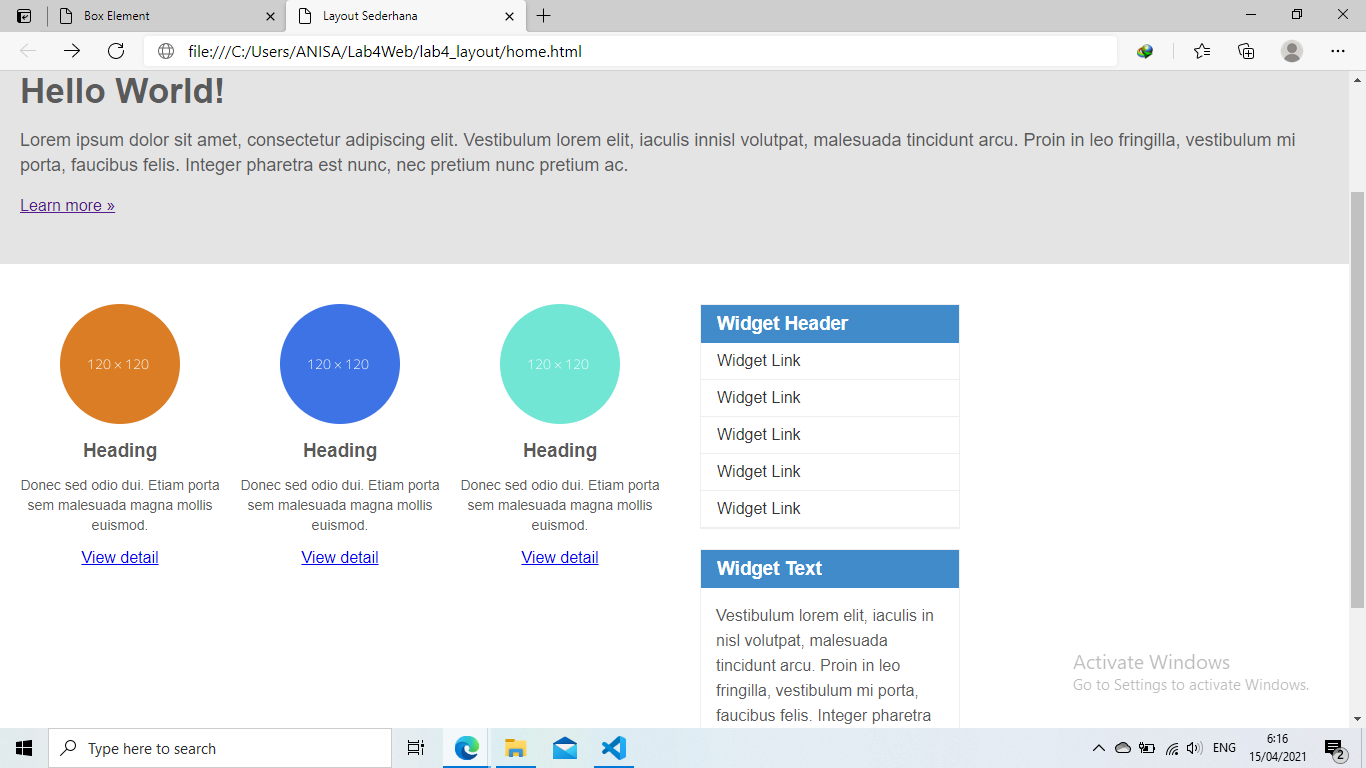 Box Element
Layout Sederhana
file:///C:/Users/ANISA/Lab4Web/lab4_layout/home.html
Hello World!
Lorem ipsum dolor sit amet, consectetur adipiscing elit. Vestibulum lorem elit, iaculis innisl volutpat, malesuada tincidunt arcu. Proin in leo fringilla, vestibulum mi
porta, faucibus felis. Integer pharetra est nunc, nec pretium nunc pretium ac.
Learn more »
120 × 120
120 × 120
120 × 120
Heading
Heading
Heading
Donec sed odio dui. Etiam porta
sem malesuada magna mollis
euismod.
Donec sed odio dui. Etiam porta
sem malesuada magna mollis
euismod.
Donec sed odio dui. Etiam porta
sem malesuada magna mollis
euismod.
View detail
View detail
View detail
Widget Header
Widget Link
Widget Link
Widget Link
Widget Link
Widget Link
Widget Text
Vestibulum lorem elit, iaculis in
nisl volutpat, malesuada
tincidunt arcu. Proin in leo
fringilla, vestibulum mi porta,
faucibus felis. Integer pharetra
Activate Windows
Go to Settings to activate Windows.
Type here to search
ENG
6:16
15/04/2021
2